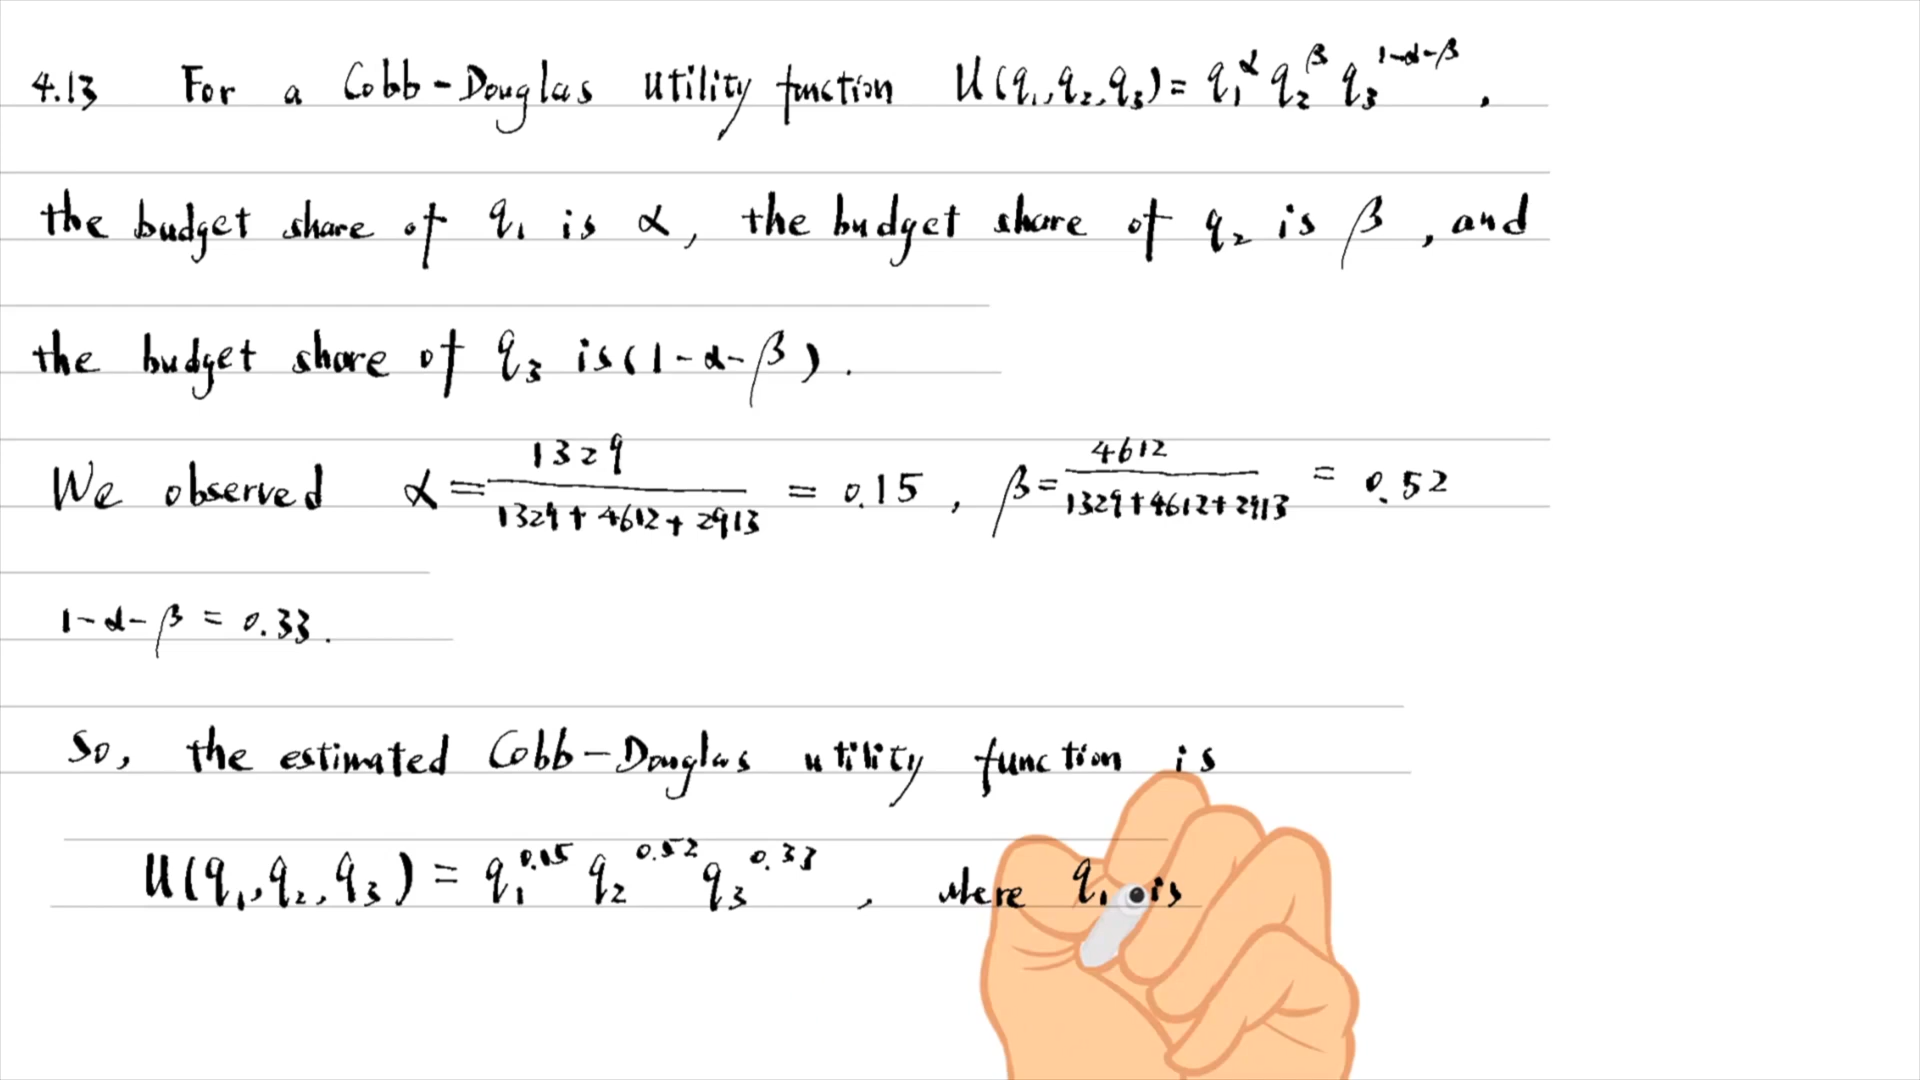 4.13 For a Cobb-Douglas utility function U(q₁,q₂,q₃)= q₁^α q₂^β q₃^(1-α-β) ,
the budget share of q₁ is α, the budget share of q₂ is β, and
the budget share of q₃ is (1-α-β).
We observed α = 1329/(1329+4612+2913) = 0.15 , β = 4612/(1329+4612+2913) = 0.52
1-α-β = 0.33.
So, the estimated Cobb-Douglas utility function is
U(q₁,q₂,q₃) = q₁^0.15 q₂^0.52 q₃^0.33 , where q₁ is